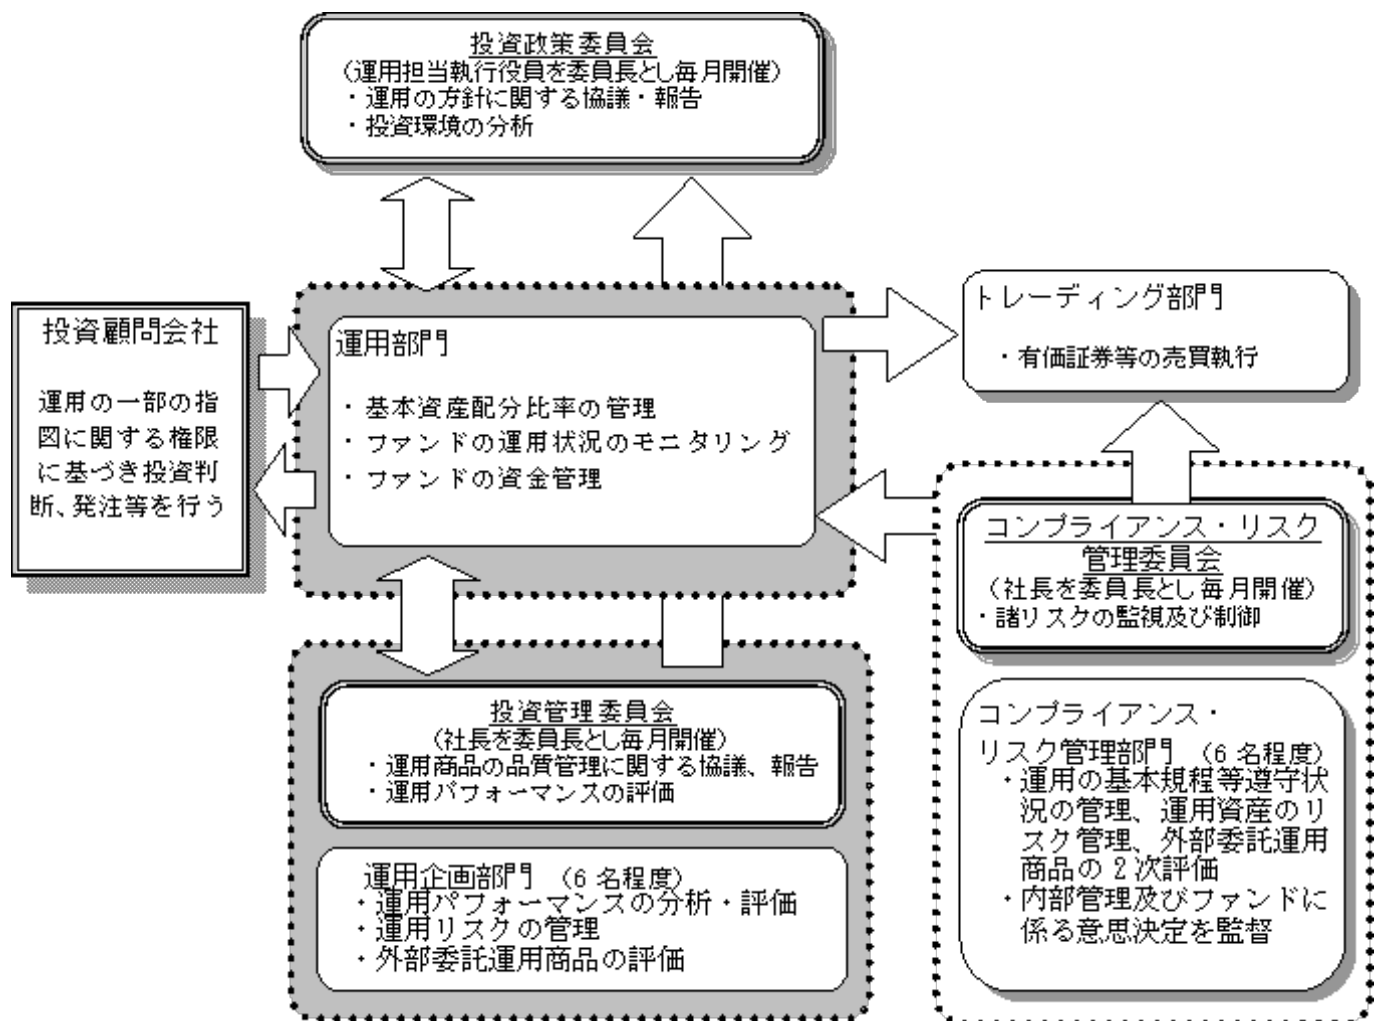 投資政策委員会
(運用担当執行役員を委員長とし毎月開催)
・運用の方針に関する協議・報告
・投資環境の分析
投資顧問会社
運用の一部の指
図に関する権限
に基づき投資判
断、発注等を行う
運用部門
・基本資産配分比率の管理
・ファンドの運用状況のモニタリング
・ファンドの資金管理
トレーディング部門
・有価証券等の売買執行
コンプライアンス・リスク
管理委員会
(社長を委員長とし毎月開催)
・諸リスクの監視及び制御
投資管理委員会
(社長を委員長とし毎月開催)
・運用商品の品質管理に関する協議、報告
・運用パフォーマンスの評価
運用企画部門 (6名程度)
・運用パフォーマンスの分析・評価
・運用リスクの管理
・外部委託運用商品の評価
コンプライアンス・
リスク管理部門 (6名程度)
・運用の基本規程等遵守状
況の管理、運用資産のリ
スク管理、外部委託運用
商品の2次評価
・内部管理及びファンドに
係る意思決定を監督